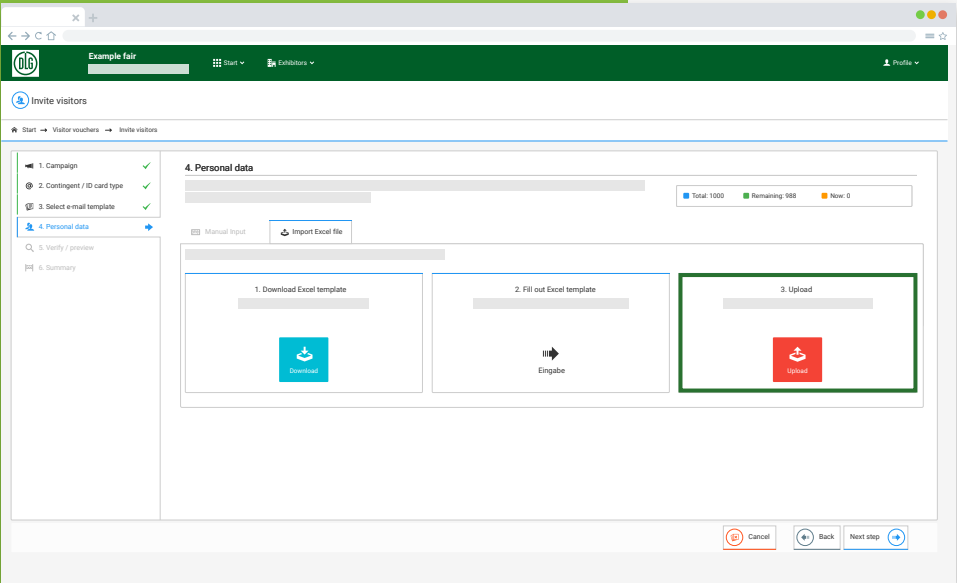 DLG
Example fair
Start
Exhibitors
Profile
Invite visitors
Start → Visitor vouchers → Invite visitors
1. Campaign
2. Contingent / ID card type
3. Select e-mail template
4. Personal data
5. Verify / preview
6. Summary
4. Personal data
Total: 1000 Remaining: 988 Now: 0
Manual Input
Import Excel file
1. Download Excel template
Download
2. Fill out Excel template
Eingabe
3. Upload
Upload
Cancel
Back
Next step